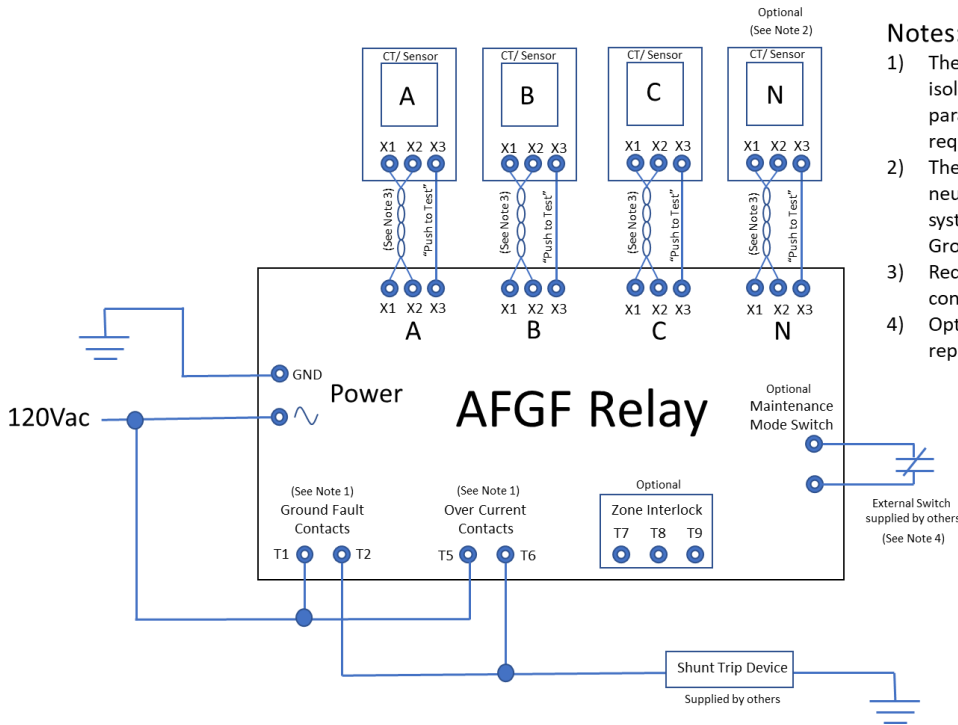 Optional
(See Note 2)
CT/ Sensor
CT/ Sensor
CT/ Sensor
CT/ Sensor
A
B
C
N
X1 X2 X3
X1 X2 X3
X1 X2 X3
X1 X2 X3
(See Note 3)
"Push to Test"
(See Note 3)
"Push to Test"
(See Note 3)
"Push to Test"
(See Note 3)
"Push to Test"
X1 X2 X3
X1 X2 X3
X1 X2 X3
X1 X2 X3
A
B
C
N
Notes:
1) The
isol
para
req
2) The
neu
syst
Gro
3) Rec
con
4) Opt
rep
GND
Power
120Vac
AFGF Relay
Optional
Maintenance
Mode Switch
External Switch
supplied by others
(See Note 4)
(See Note 1)
Ground Fault
Contacts
T1
T2
(See Note 1)
Over Current
Contacts
T5
T6
Optional
Zone Interlock
T7 T8 T9
Shunt Trip Device
Supplied by others